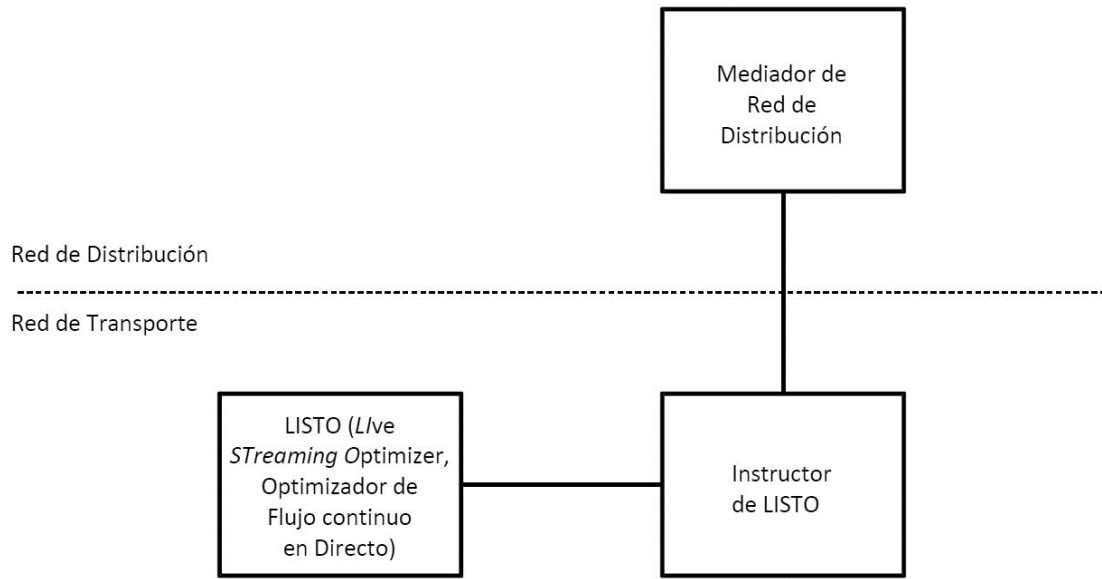 Mediador de
Red de
Distribución
Red de Distribución
Red de Transporte
LISTO (LIve
STreaming Optimizer,
Optimizador de
Flujo continuo
en Directo)
Instructor
de LISTO